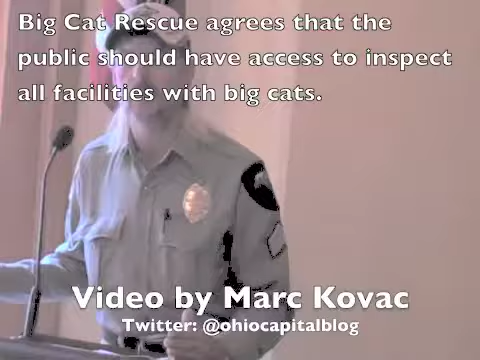 Big Cat Rescue agrees that the
public should have access to inspect
all facilities with big cats.
Video by Marc Kovac
Twitter: @ohiocapitalblog